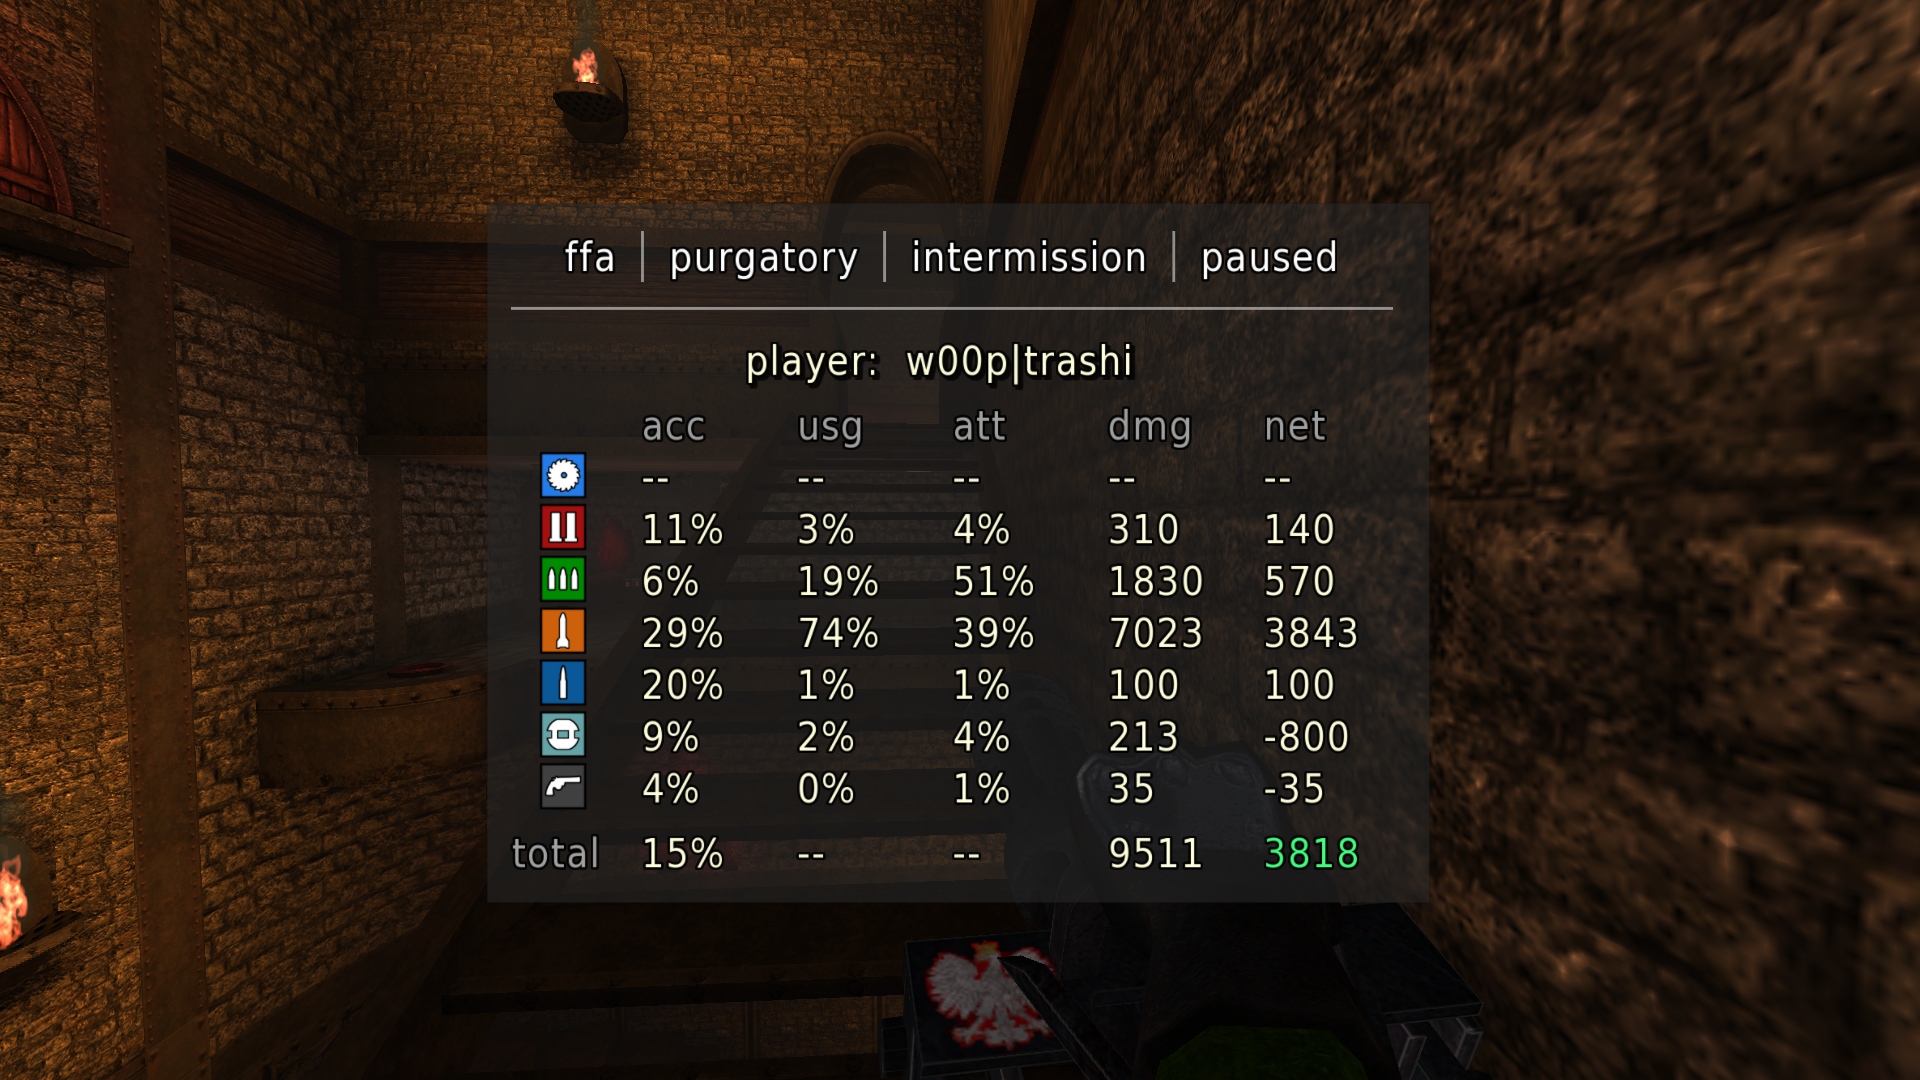 ffa | purgatory | intermission | paused
player: w00p|trashi
acc usg att dmg net
-- -- -- -- --
11% 3% 4% 310 140
6% 19% 51% 1830 570
29% 74% 39% 7023 3843
20% 1% 1% 100 100
9% 2% 4% 213 -800
4% 0% 1% 35 -35
total 15% -- -- 9511 3818